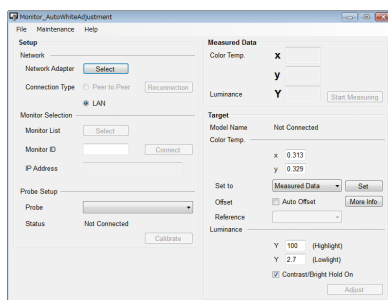 Monitor_AutoWhiteAdjustment
File Maintenance Help
Setup
Network
Network Adapter Select
Connection Type Peer to Peer Reconnection
LAN
Monitor Selection
Monitor List Select
Monitor ID Connect
IP Address
Probe Setup
Probe
Status Not Connected
Calibrate
Measured Data
Color Temp. x
y
Luminance Y Start Measuring
Target
Model Name Not Connected
Color Temp.
x 0.313
y 0.329
Set to Measured Data Set
Offset Auto Offset More Info
Reference
Luminance
Y 100 (Highlight)
Y 2.7 (Lowlight)
Contrast/Bright Hold On
Adjust